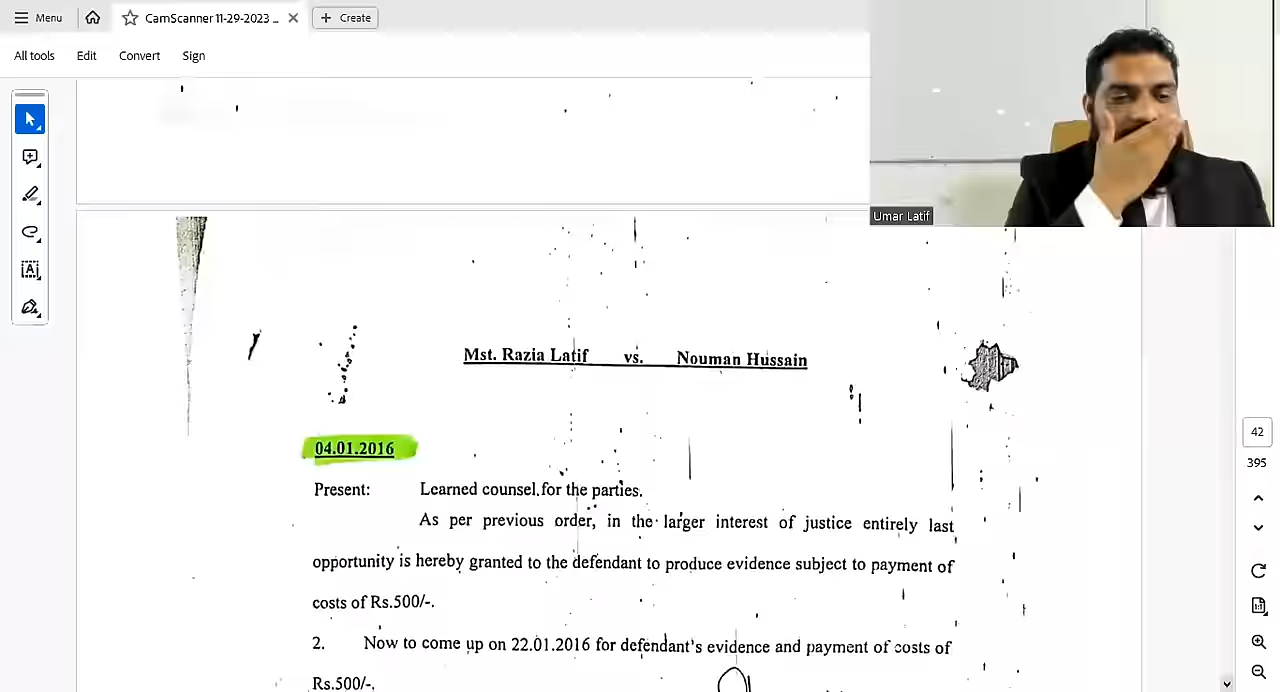 Menu
CamScanner 11-29-2023 ...
Create
All tools Edit Convert Sign
Umar Latif
Mst. Razia Latif vs. Nouman Hussain
04.01.2016
Present: Learned counsel for the parties.
As per previous order, in the larger interest of justice entirely last
opportunity is hereby granted to the defendant to produce evidence subject to payment of
costs of Rs.500/-.
2. Now to come up on 22.01.2016 for defendant's evidence and payment of costs of
Rs.500/-.
42
395